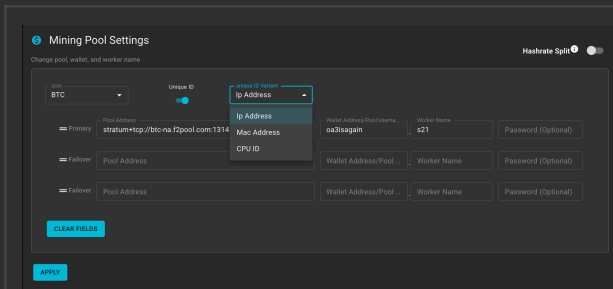 Mining Pool Settings
Hashrate Split
Change pool, wallet, and worker name
coin
BTC
Unique ID
unique ID Variant
Ip Address
Ip Address
Mac Address
CPU ID
Primary
Pool Address
stratum+tcp://btc-na.f2pool.com:1314
Wallet Address/Pool Userna...
oa3isagain
Worker Name
s21
Password (Optional)
Failover
Pool Address
Wallet Address/Pool ...
Worker Name
Password (Optional)
Failover
Pool Address
Wallet Address/Pool ...
Worker Name
Password (Optional)
CLEAR FIELDS
APPLY